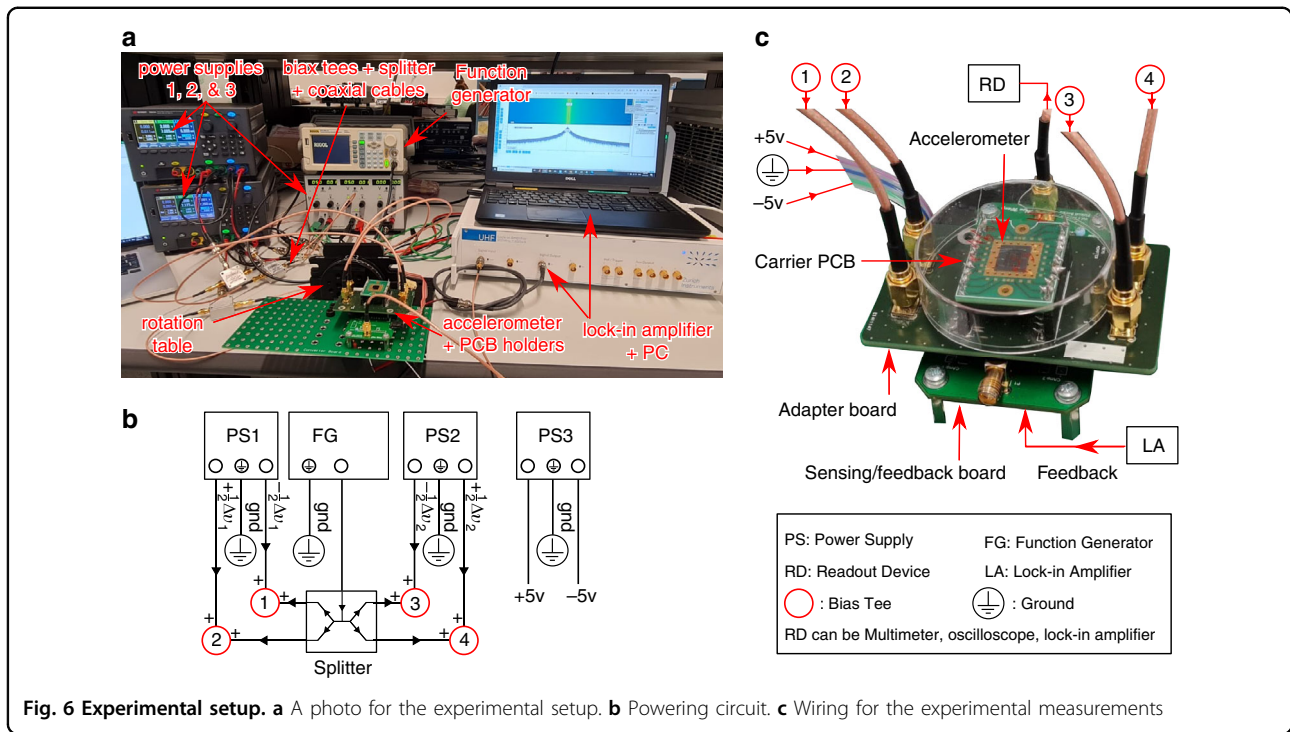 a
power supplies
1, 2, & 3
biax tees + splitter
+ coaxial cables
Function
generator
RIGOL
DELL
UHF
Zurich
Instruments
rotation
table
accelerometer
+ PCB holders
lock-in amplifier
+ PC
b
PS1
FG
PS2
PS3
+½Δv₁
gnd
−½Δv₁
gnd
−½Δv₂
gnd
+½Δv₂
+
+
+
+
1
+
+
3
2
+
+
4
+5v
−5v
Splitter
c
1
2
RD
3
4
Accelerometer
+5v
−5v
Carrier PCB
Adapter board
Sensing/feedback board
Feedback
LA
PS: Power Supply
FG: Function Generator
RD: Readout Device
LA: Lock-in Amplifier
: Bias Tee
: Ground
RD can be Multimeter, oscilloscope, lock-in amplifier
Fig. 6 Experimental setup. a A photo for the experimental setup. b Powering circuit. c Wiring for the experimental measurements